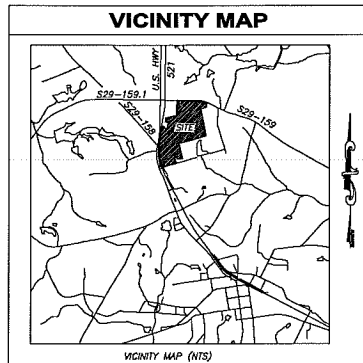 VICINITY MAP
U.S. HWY
521
S29-159.1
S29-158
S29-159
SITE
VICINITY MAP (NTS)